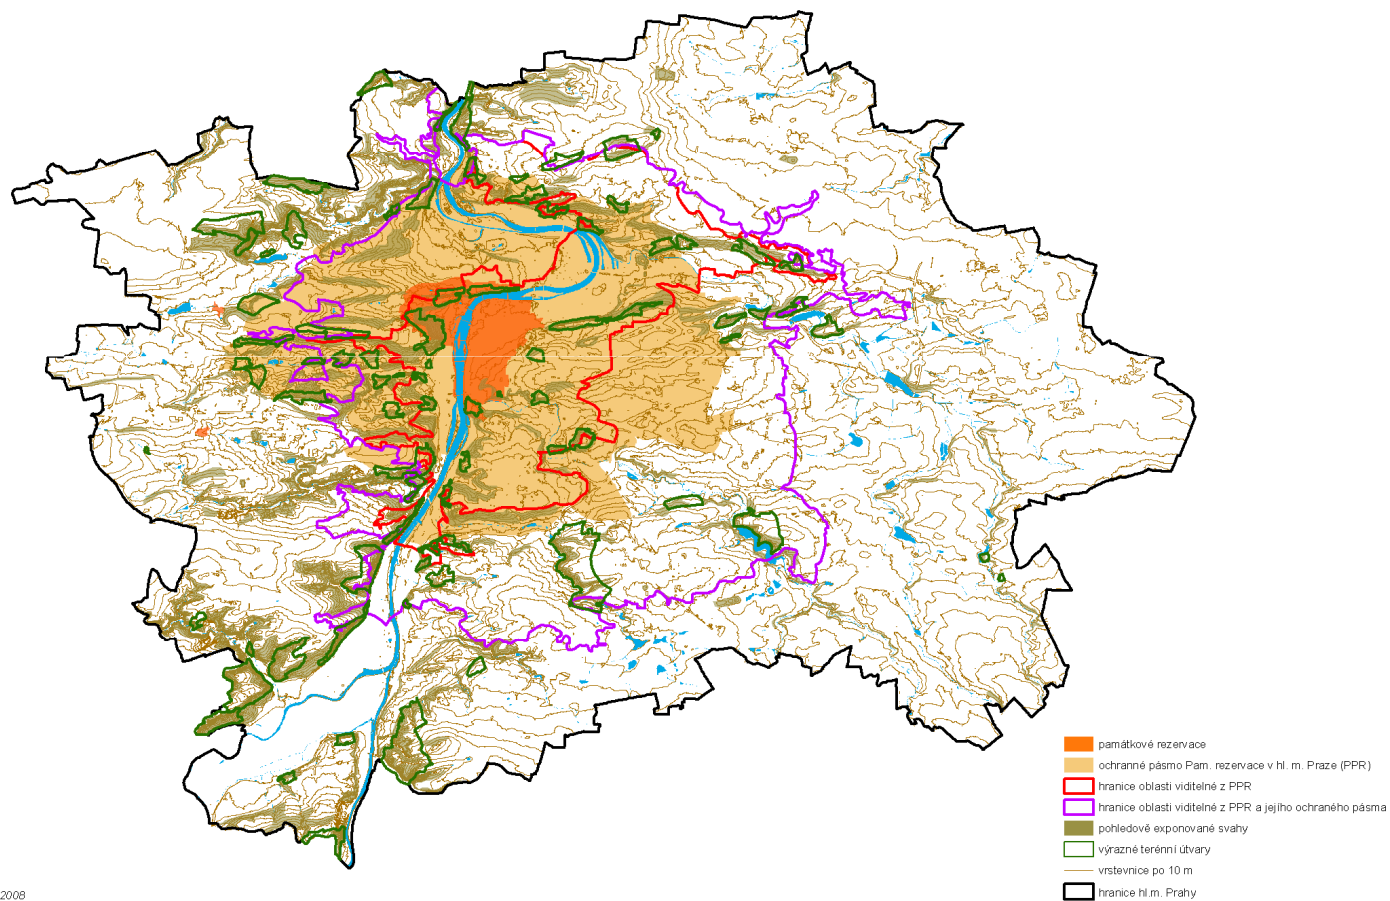 památkové rezervace
ochranné pásmo Pam. rezervace v hl. m. Praze (PPR)
hranice oblasti viditelné z PPR
hranice oblasti viditelné z PPR a jejího ochraného pásma
pohledově exponované svahy
výrazné terénní útvary
vrstevnice po 10 m
hranice hl.m. Prahy
2008